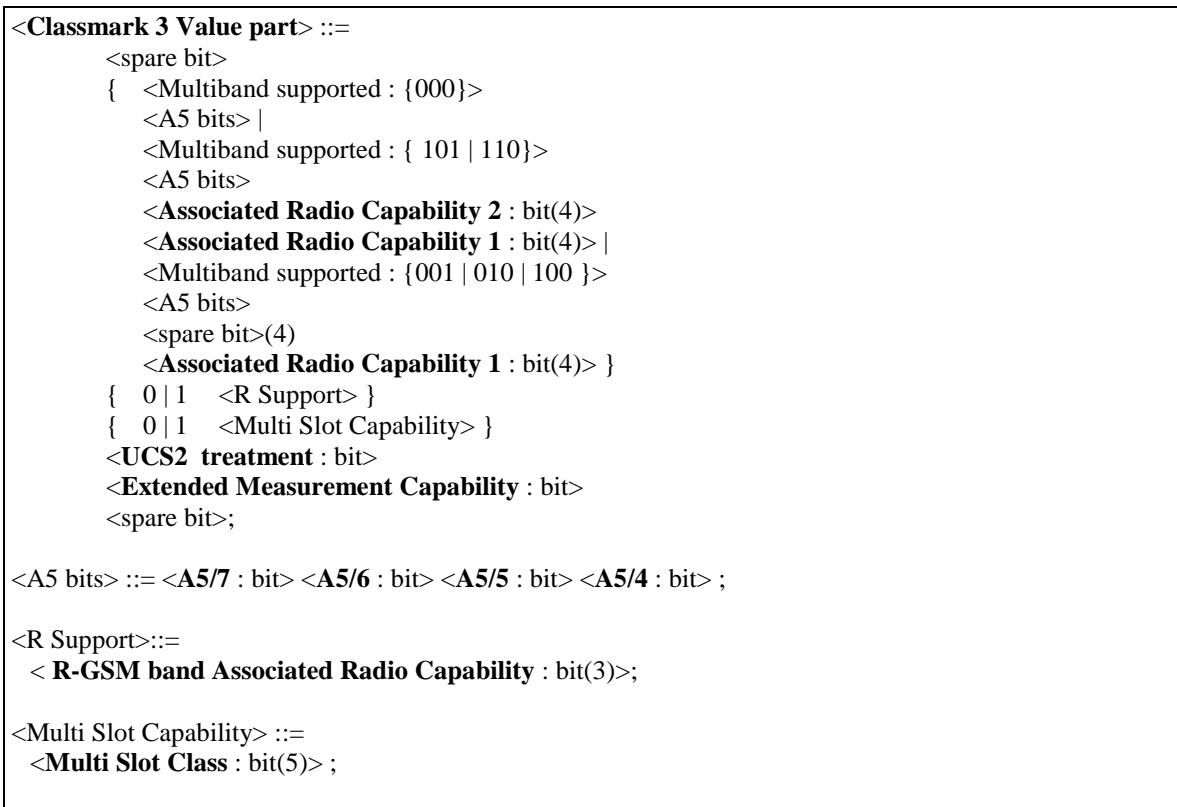 <Classmark 3 Value part> ::=
<spare bit>
{ <Multiband supported : {000}>
<A5 bits> |
<Multiband supported : { 101 | 110}>
<A5 bits>
<Associated Radio Capability 2 : bit(4)>
<Associated Radio Capability 1 : bit(4)> |
<Multiband supported : {001 | 010 | 100 }>
<A5 bits>
<spare bit>(4)
<Associated Radio Capability 1 : bit(4)> }
{ 0 | 1 <R Support> }
{ 0 | 1 <Multi Slot Capability> }
<UCS2 treatment : bit>
<Extended Measurement Capability : bit>
<spare bit>;
<A5 bits> ::= <A5/7 : bit> <A5/6 : bit> <A5/5 : bit> <A5/4 : bit> ;
<R Support>::=
< R-GSM band Associated Radio Capability : bit(3)>;
<Multi Slot Capability> ::=
<Multi Slot Class : bit(5)> ;